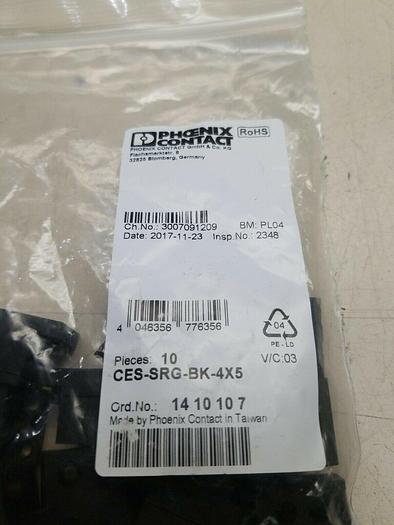 PHŒNIX
CONTACT
RoHS
PHOENIX CONTACT GmbH & Co. KG
Flachsmarktstr. 8
32825 Blomberg, Germany
Ch.No.: 3007091209 BM: PL04
Date: 2017-11-23 Insp.No.: 2348
4 046356 776356
04
PE-LD
Pieces: 10 V/C:03
CES-SRG-BK-4X5
Ord.No.: 14 10 10 7
Made by Phoenix Contact in Taiwan